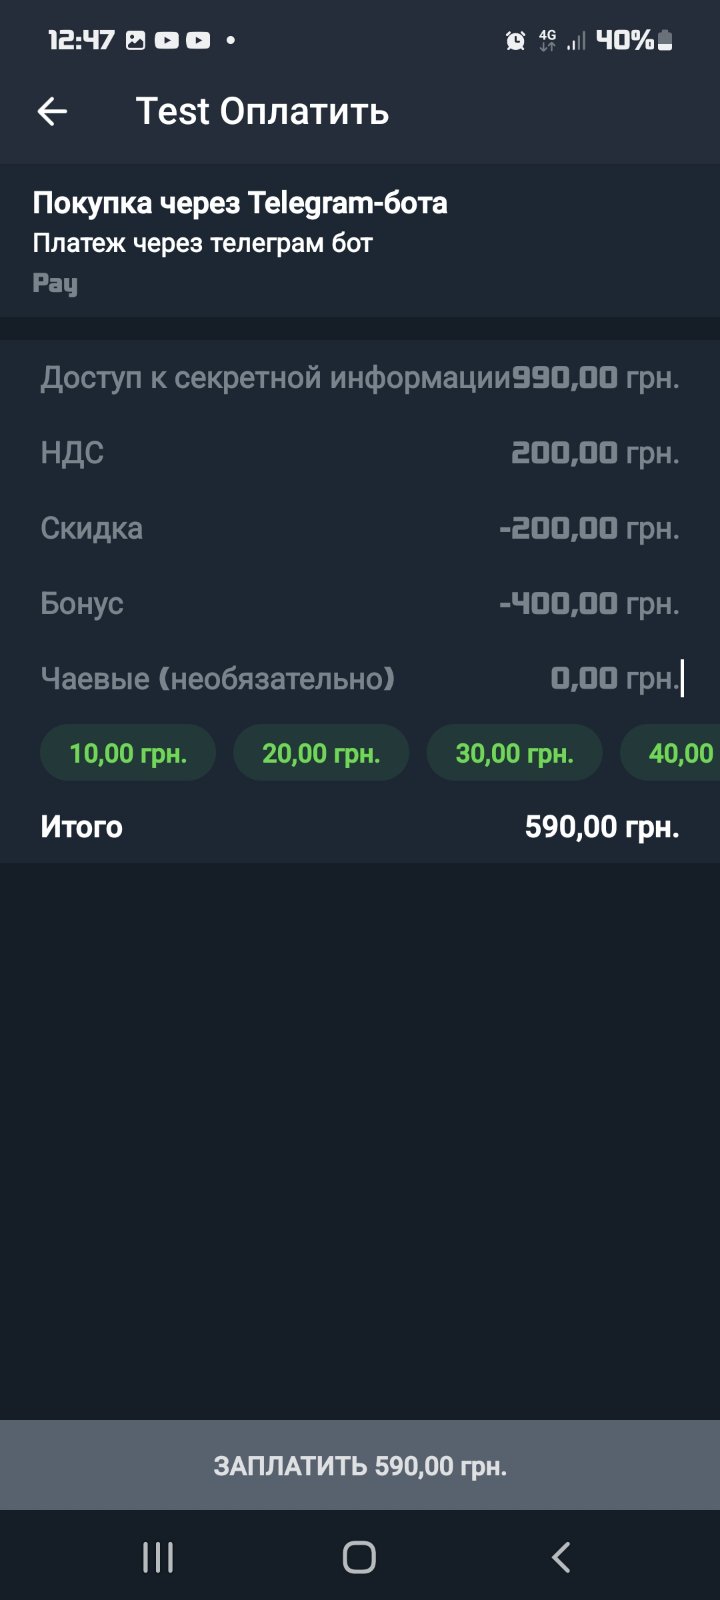 12:47 4G 40%
Test Оплатить
Покупка через Telegram-бота
Платеж через телеграм бот
Pay
Доступ к секретной информации 990,00 грн.
НДС 200,00 грн.
Скидка -200,00 грн.
Бонус -400,00 грн.
Чаевые (необязательно) 0,00 грн.
10,00 грн. 20,00 грн. 30,00 грн. 40,00
Итого 590,00 грн.
ЗАПЛАТИТЬ 590,00 грн.